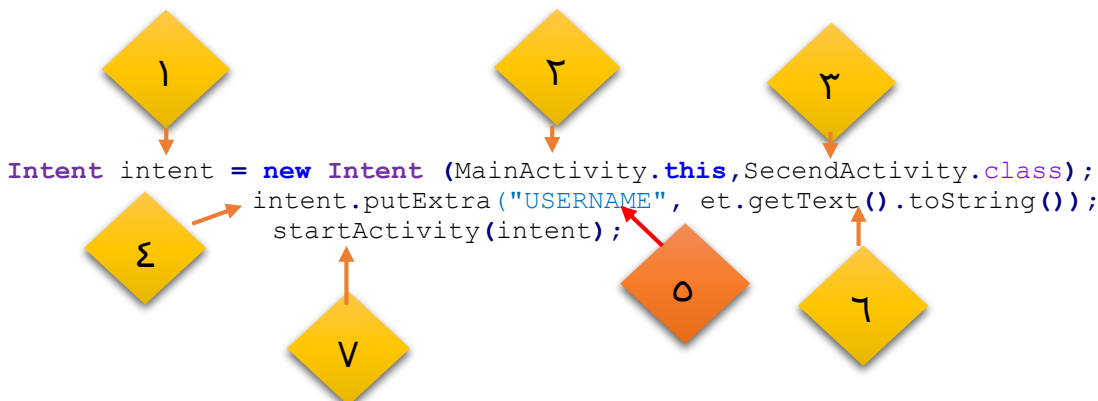 ١ ٢ ٣
Intent intent = new Intent (MainActivity.this,SecendActivity.class);
intent.putExtra("USERNAME", et.getText().toString());
startActivity(intent);
٤ ٥ ٦
٧